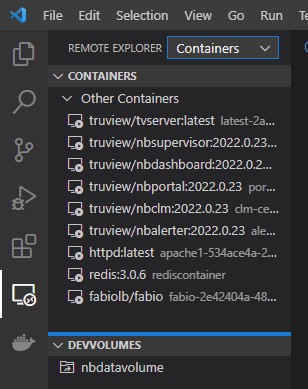 File Edit Selection View Go Run Te
REMOTE EXPLORER Containers
CONTAINERS
Other Containers
truview/tvserver:latest latest-2a...
truview/nbsupervisor:2022.0.23...
truview/nbdashboard:2022.0.2...
truview/nbportal:2022.0.23 por...
truview/nbclm:2022.0.23 clm-ce...
truview/nbalerter:2022.0.23 ale...
httpd:latest apache1-534ace4a-2...
redis:3.0.6 rediscontainer
fabiolb/fabio fabio-2e42404a-48...
DEVVOLUMES
nbdatavolume